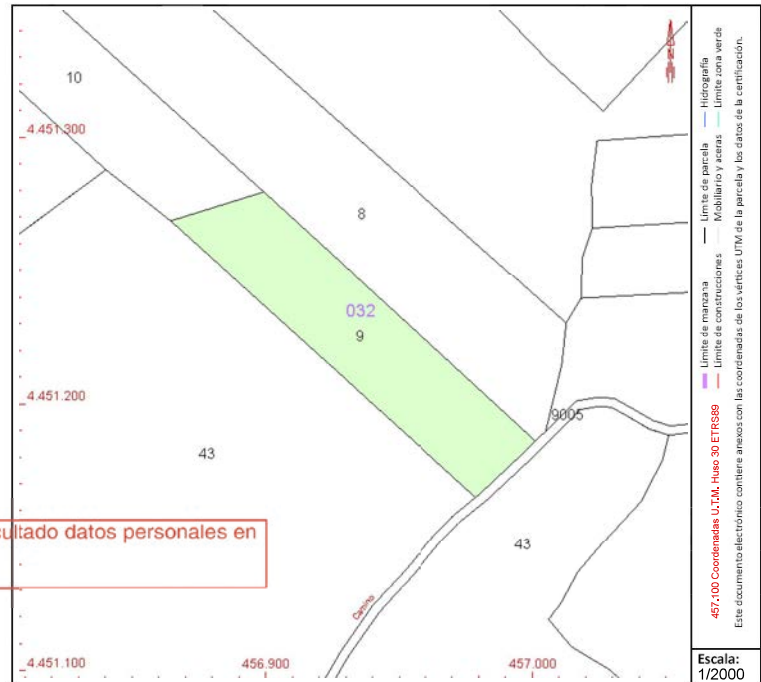 10
4.451.300
8
032
9
4.451.200
9005
43
cultado datos personales en
43
Camino
4.451.100
456.900
457.000
Hidrografía
Límite zona verde
Límite de parcela
Mobiliario y aceras
Límite de manzana
Límite de construcciones
457.100 Coordenadas U.T.M. Huso 30 ETRS89
Este documento electrónico contiene anexos con las coordenadas de los vértices UTM de la parcela y los datos de la certificación.
Escala:
1/2000